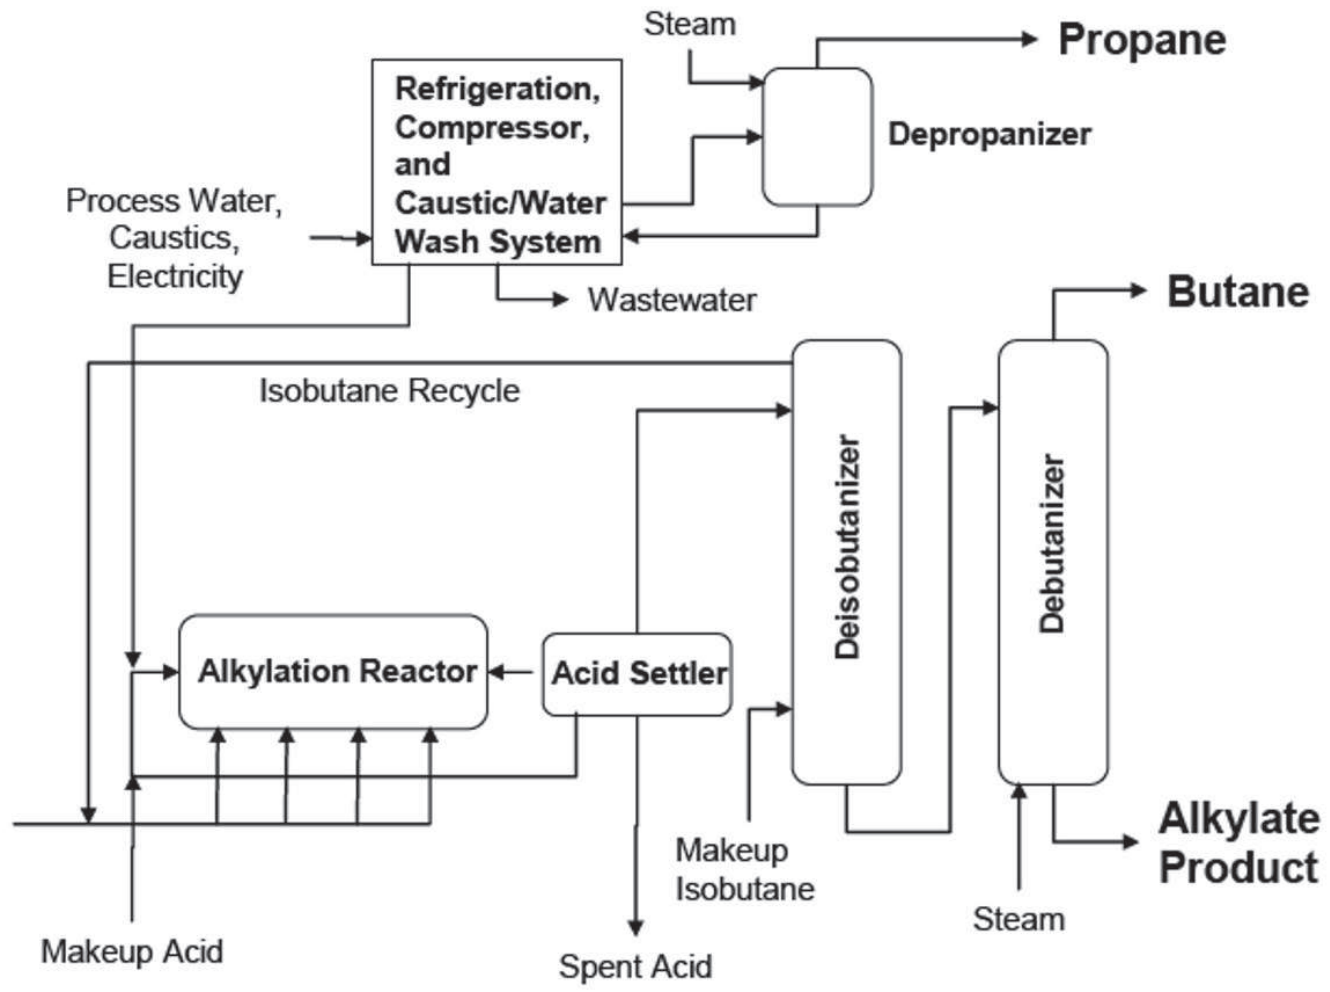 Steam
Propane
Refrigeration,
Compressor,
and
Caustic/Water
Wash System
Depropanizer
Process Water,
Caustics,
Electricity
Wastewater
Butane
Isobutane Recycle
Deisobutanizer
Debutanizer
Alkylation Reactor
Acid Settler
Makeup
Isobutane
Alkylate
Product
Steam
Makeup Acid
Spent Acid